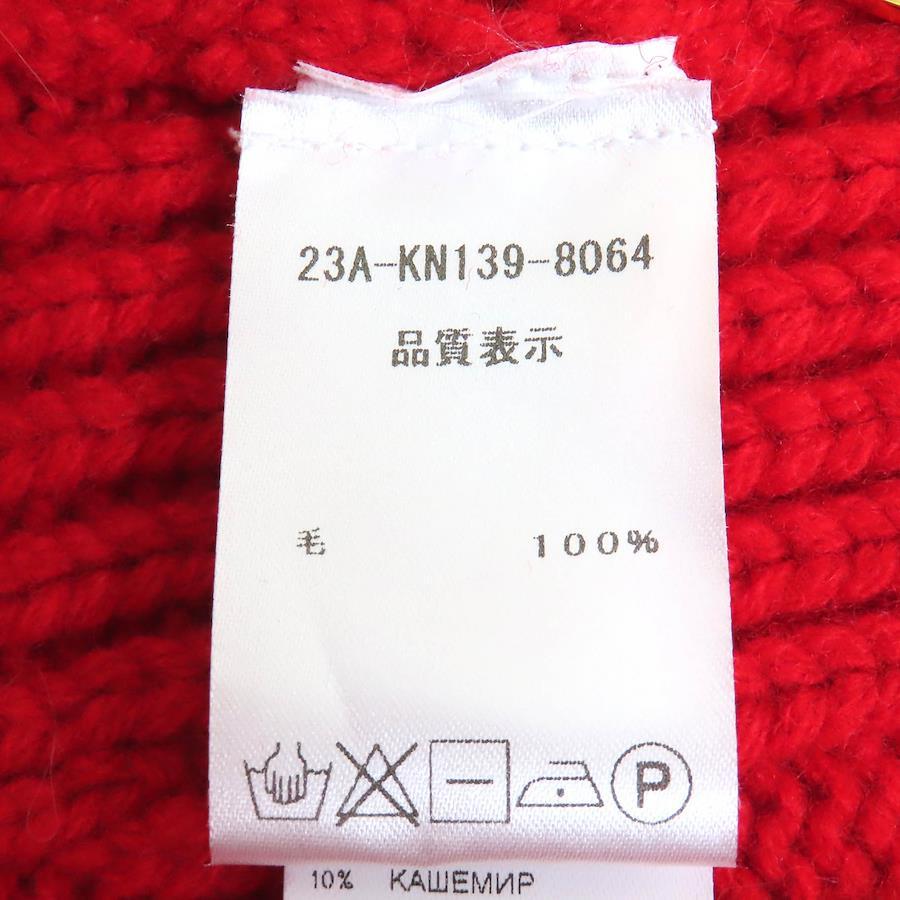 23A-KN139-8064
品質表示
毛 100%
P
10% КАШЕМИР